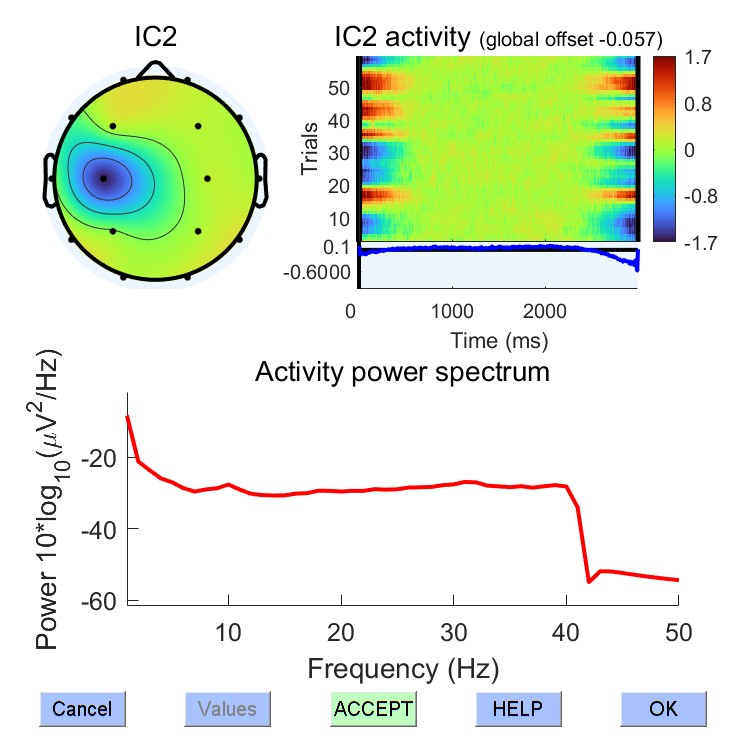 IC2
IC2 activity (global offset -0.057)
Trials
50
40
30
20
10
1.7
0.8
0
-0.8
-1.7
0.1
-0.6000
0 1000 2000
Time (ms)
Activity power spectrum
Power 10*log10(μV2/Hz)
-20
-40
-60
10 20 30 40 50
Frequency (Hz)
Cancel Values ACCEPT HELP OK